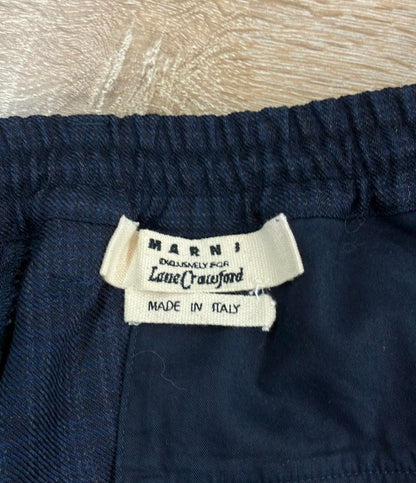 MARNI
EXCLUSIVELY FOR
Lane Crawford
MADE IN ITALY